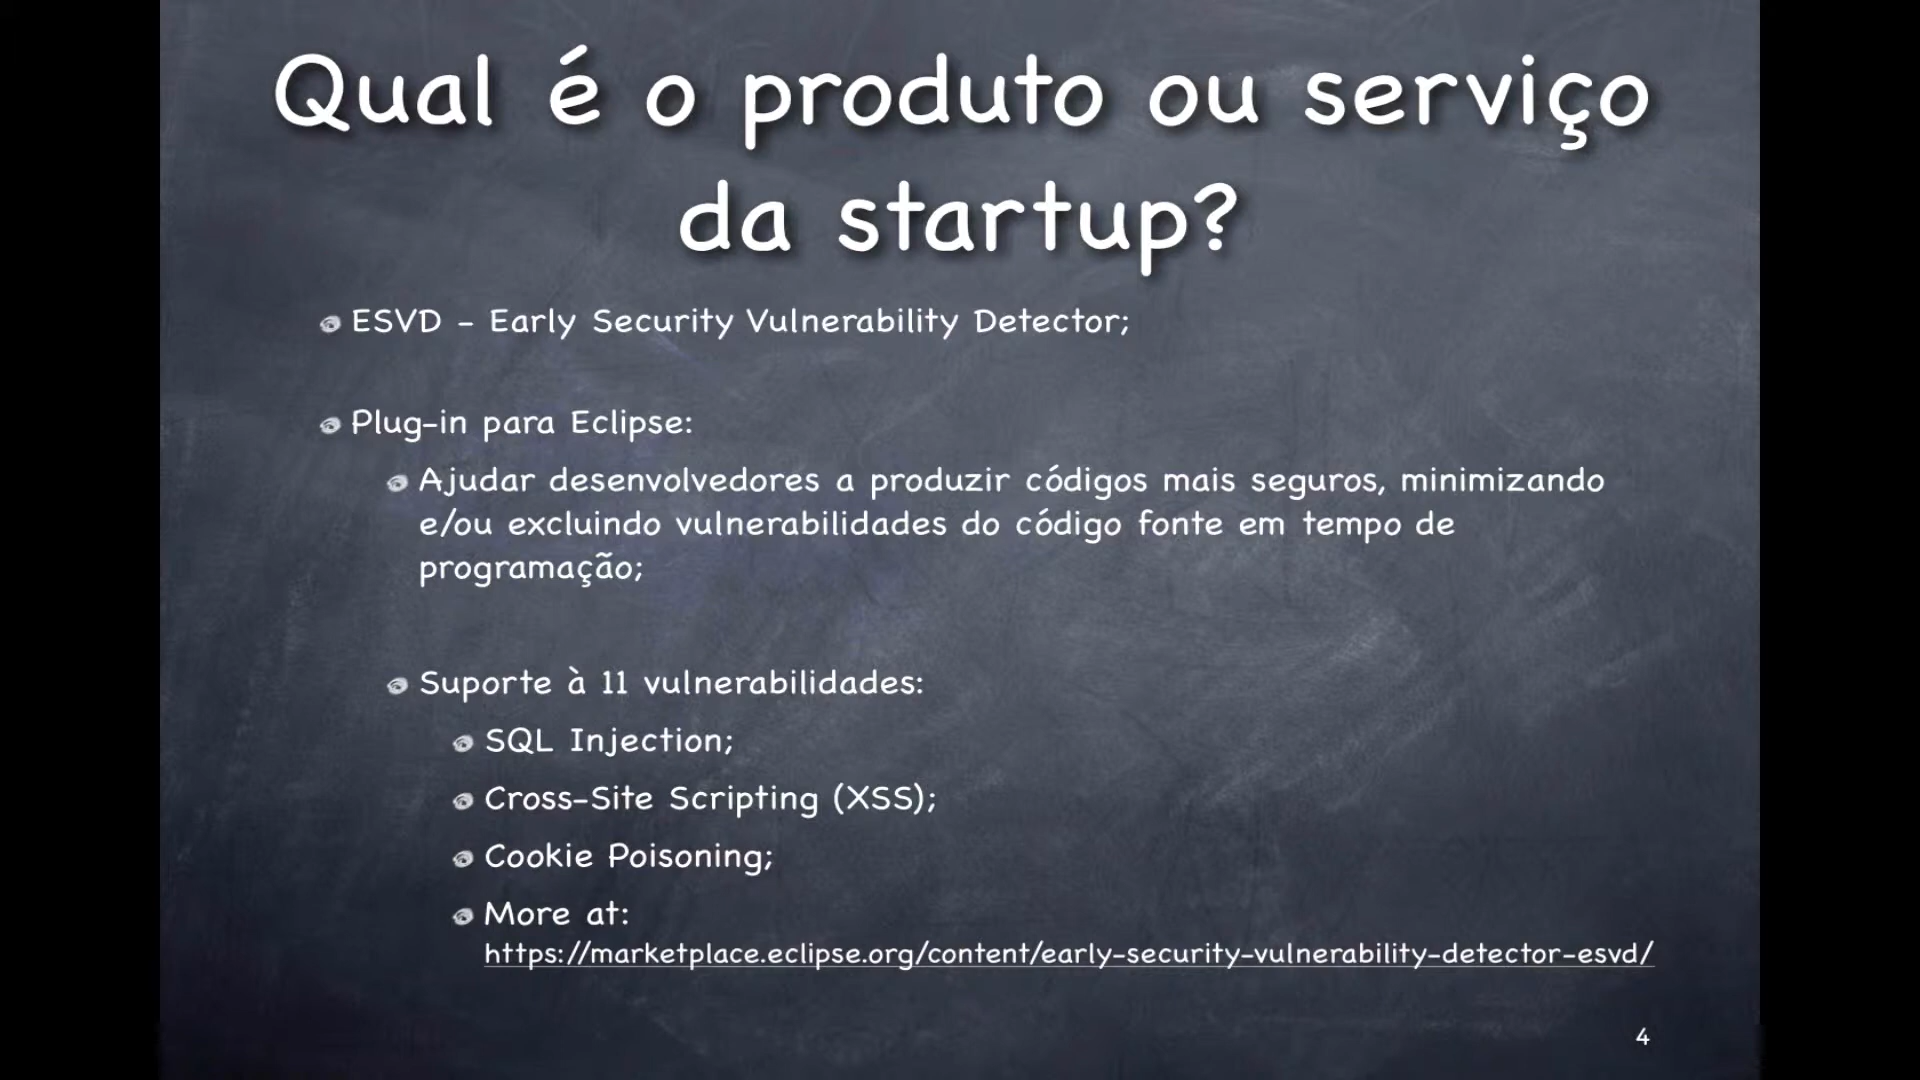 Qual é o produto ou serviço
da startup?
ESVD - Early Security Vulnerability Detector;
Plug-in para Eclipse:
Ajudar desenvolvedores a produzir códigos mais seguros, minimizando
e/ou excluindo vulnerabilidades do código fonte em tempo de
programação;
Suporte à 11 vulnerabilidades:
SQL Injection;
Cross-Site Scripting (XSS);
Cookie Poisoning;
More at:
https://marketplace.eclipse.org/content/early-security-vulnerability-detector-esvd/
4